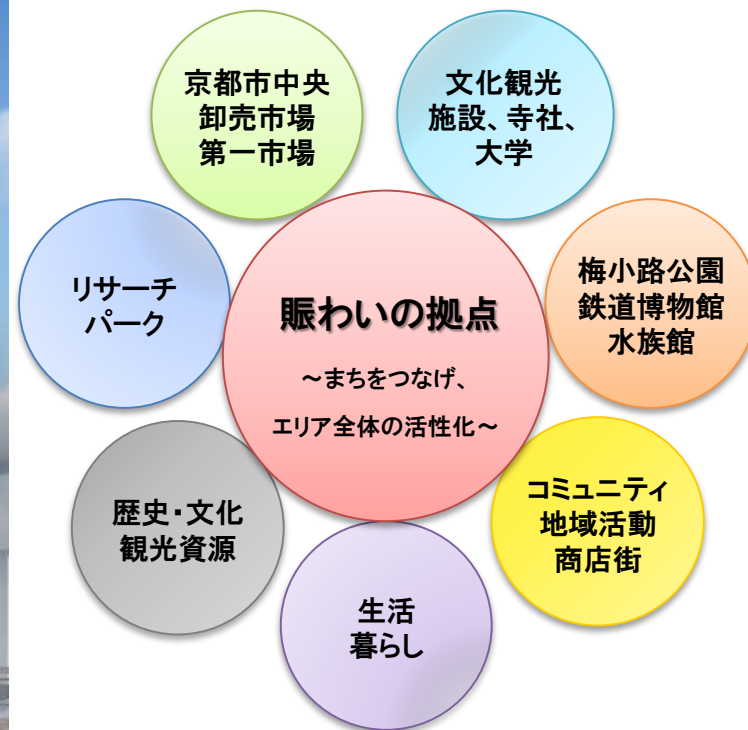 京都市中央
卸売市場
第一市場
文化観光
施設、寺社、
大学
リサーチ
パーク
賑わいの拠点
～まちをつなげ、
エリア全体の活性化～
梅小路公園
鉄道博物館
水族館
歴史・文化
観光資源
コミュニティ
地域活動
商店街
生活
暮らし